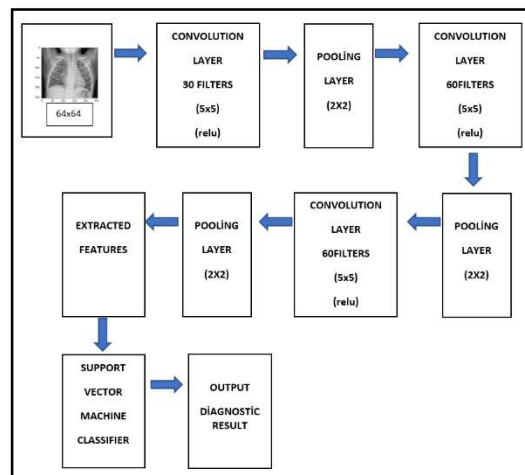 64x64
CONVOLUTION
LAYER
30 FILTERS
(5x5)
(relu)
POOLİNG
LAYER
(2X2)
CONVOLUTION
LAYER
60FILTERS
(5x5)
(relu)
POOLİNG
LAYER
(2X2)
CONVOLUTION
LAYER
60FILTERS
(5x5)
(relu)
POOLİNG
LAYER
(2X2)
EXTRACTED
FEATURES
SUPPORT
VECTOR
MACHINE
CLASSIFIER
OUTPUT
DİAGNOSTİC
RESULT